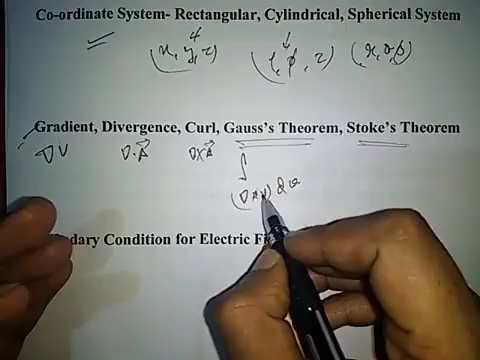 Co-ordinate System- Rectangular, Cylindrical, Spherical System
(x, y, z) (ρ, φ, z) (r, θ, φ)
Gradient, Divergence, Curl, Gauss's Theorem, Stoke's Theorem
∇V ∇·A⃗ ∇×A⃗ ∫
dary Condition for Electric Fi